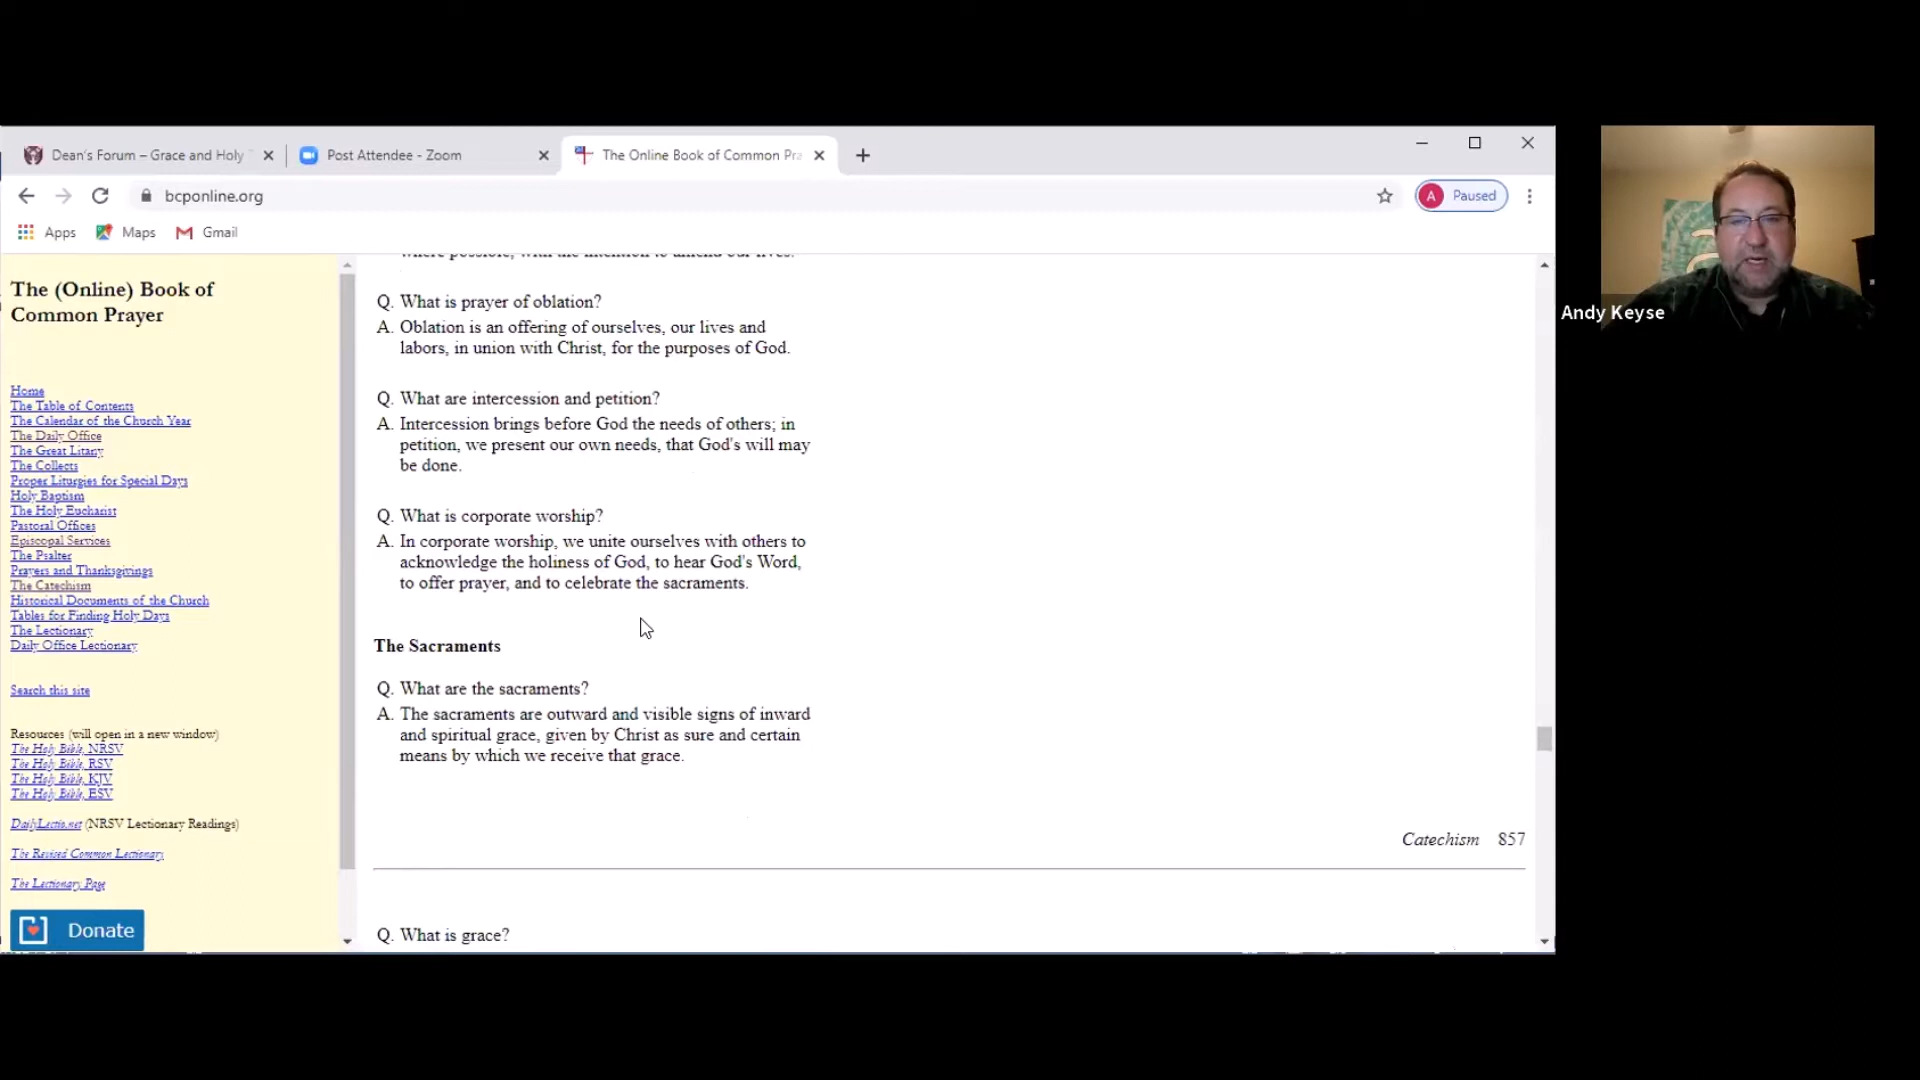 Dean's Forum – Grace and Holy
Post Attendee - Zoom
The Online Book of Common Pra
bcponline.org
A
Paused
Apps
Maps
Gmail
The (Online) Book of
Common Prayer
Home
The Table of Contents
The Calendar of the Church Year
The Daily Office
The Great Litany
The Collects
Proper Liturgies for Special Days
Holy Baptism
The Holy Eucharist
Pastoral Offices
Episcopal Services
The Psalter
Prayers and Thanksgivings
The Catechism
Historical Documents of the Church
Tables for Finding Holy Days
The Lectionary
Daily Office Lectionary
Search this site
Resources (will open in a new window)
The Holy Bible, NRSV
The Holy Bible, RSV
The Holy Bible, KJV
The Holy Bible, ESV
DailyLectio.net (NRSV Lectionary Readings)
The Revised Common Lectionary
The Lectionary Page
Donate
where possible, with the intention to amend our lives.
Q. What is prayer of oblation?
A. Oblation is an offering of ourselves, our lives and
labors, in union with Christ, for the purposes of God.
Q. What are intercession and petition?
A. Intercession brings before God the needs of others; in
petition, we present our own needs, that God's will may
be done.
Q. What is corporate worship?
A. In corporate worship, we unite ourselves with others to
acknowledge the holiness of God, to hear God's Word,
to offer prayer, and to celebrate the sacraments.
The Sacraments
Q. What are the sacraments?
A. The sacraments are outward and visible signs of inward
and spiritual grace, given by Christ as sure and certain
means by which we receive that grace.
Catechism 857
Q. What is grace?
Andy Keyse